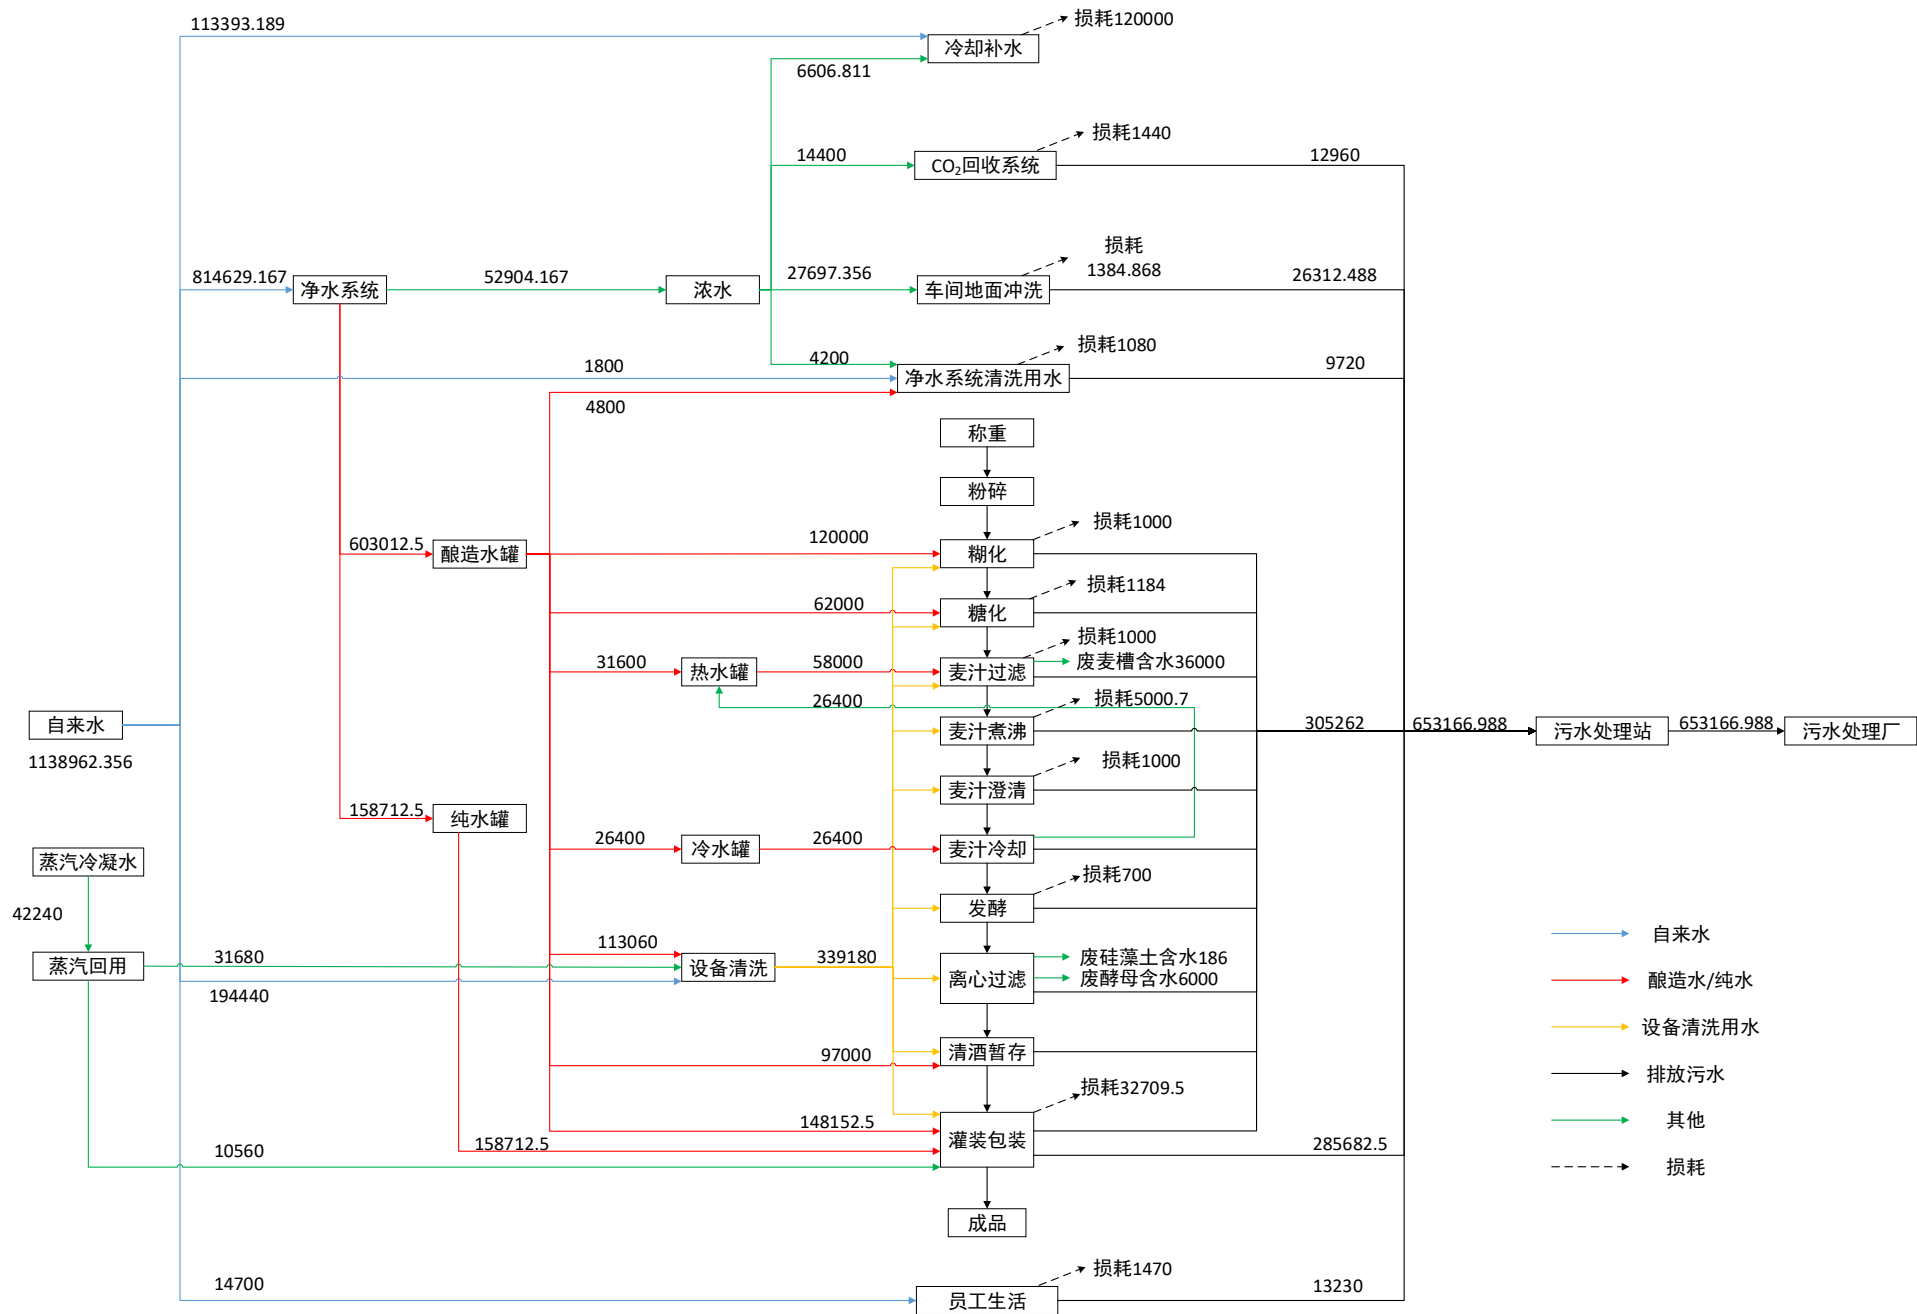 113393.189
损耗120000
冷却补水
6606.811
损耗1440
14400
CO₂回收系统
12960
损耗
1384.868
814629.167
净水系统
52904.167
浓水
27697.356
车间地面冲洗
26312.488
损耗1080
4200
1800
净水系统清洗用水
9720
4800
称重
粉碎
损耗1000
603012.5
酿造水罐
120000
糊化
损耗1184
62000
糖化
损耗1000
31600
热水罐
58000
麦汁过滤
废麦槽含水36000
26400
损耗5000.7
自来水
1138962.356
麦汁煮沸
305262
653166.988
污水处理站
653166.988
污水处理厂
损耗1000
麦汁澄清
158712.5
纯水罐
26400
冷水罐
26400
麦汁冷却
蒸汽冷凝水
损耗700
42240
发酵
自来水
113060
蒸汽回用
31680
设备清洗
339180
离心过滤
废硅藻土含水186
废酵母含水6000
194440
酿造水/纯水
设备清洗用水
97000
清酒暂存
排放污水
损耗32709.5
148152.5
158712.5
灌装包装
285682.5
10560
其他
损耗
成品
损耗1470
14700
员工生活
13230